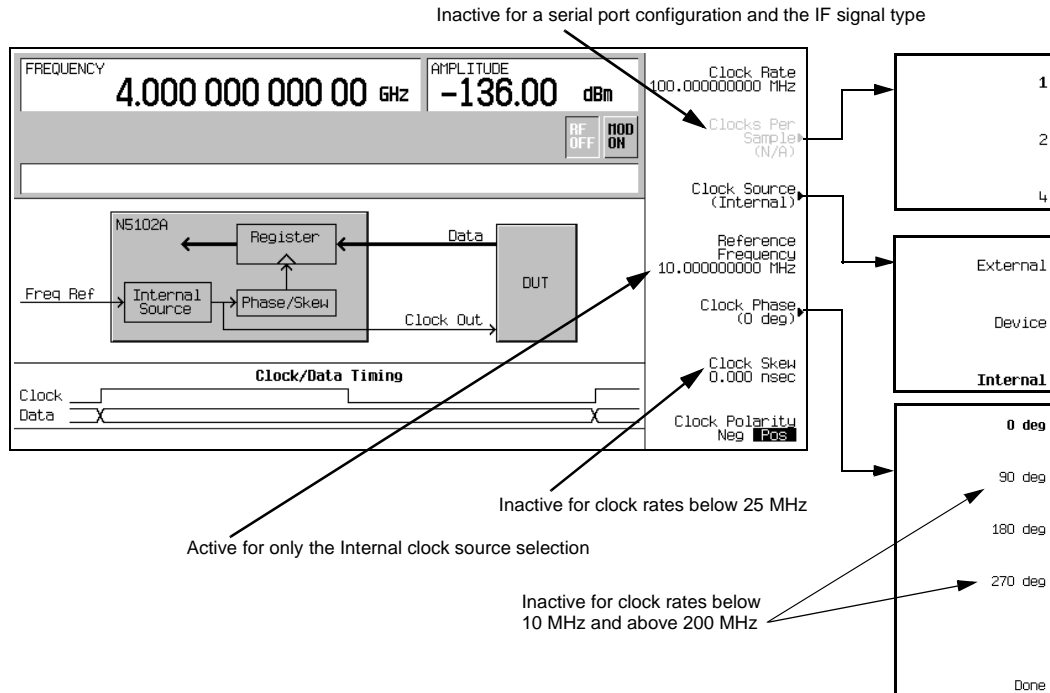 Inactive for a serial port configuration and the IF signal type
FREQUENCY
4.000 000 000 00 GHz
AMPLITUDE
-136.00 dBm
RF
OFF
MOD
ON
N5102A
Register
Data
DUT
Freq Ref
Internal
Source
Phase/Skew
Clock Out
Clock/Data Timing
Clock
Data
Clock Rate
100.000000000 MHz
Clocks Per
Sample
(N/A)
Clock Source
(Internal)
Reference
Frequency
10.000000000 MHz
Clock Phase
(0 deg)
Clock Skew
0.000 nsec
Clock Polarity
Neg Pos
1
2
4
External
Device
Internal
0 deg
90 deg
180 deg
270 deg
Done
Inactive for clock rates below 25 MHz
Active for only the Internal clock source selection
Inactive for clock rates below
10 MHz and above 200 MHz